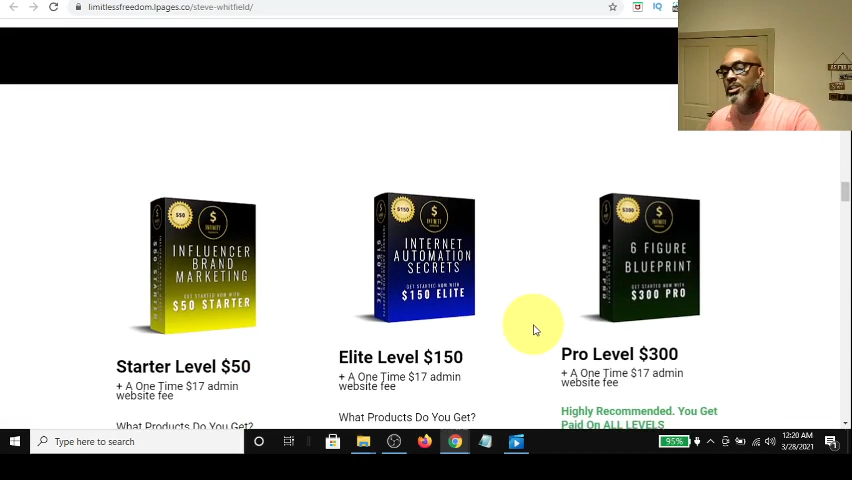 limitlessfreedom.lpages.co/steve-whitfield/
$50
$
INFINITY
INFLUENCER
BRAND
MARKETING
GET STARTED NOW WITH
$50 STARTER
$150
$
INFINITY
INTERNET
AUTOMATION
SECRETS
GET STARTED NOW WITH
$150 ELITE
$300
$
INFINITY
6 FIGURE
BLUEPRINT
GET STARTED NOW WITH
$300 PRO
Starter Level $50
+ A One Time $17 admin
website fee
What Products Do You Get?
Elite Level $150
+ A One Time $17 admin
website fee
What Products Do You Get?
Pro Level $300
+ A One Time $17 admin
website fee
Highly Recommended. You Get
Paid On ALL LEVELS
Type here to search
95%
12:20 AM
3/28/2021